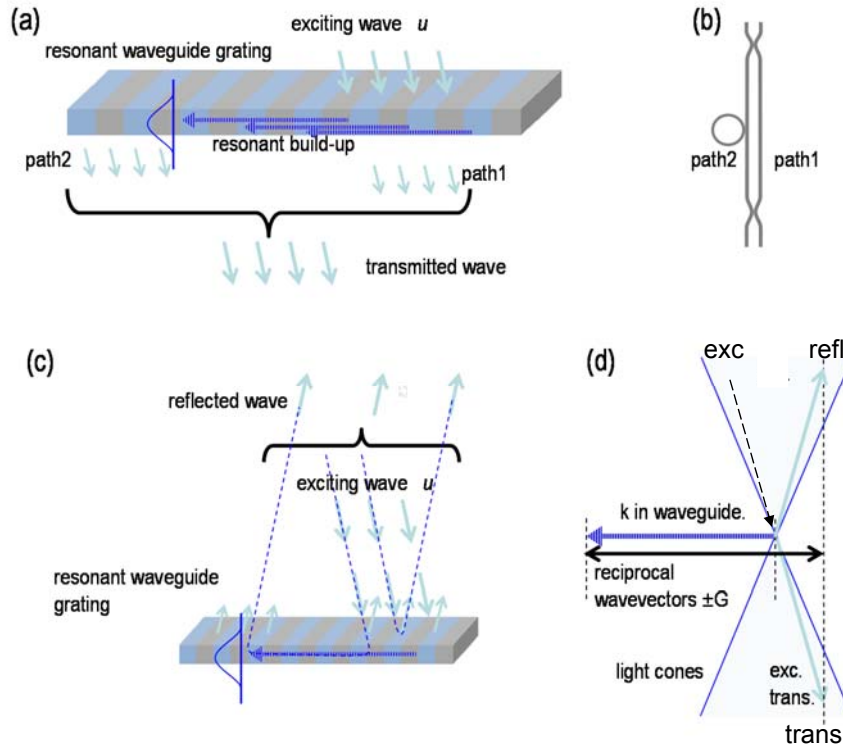 (a)
exciting wave u
resonant waveguide grating
resonant build-up
path2
path1
transmitted wave
(b)
path2
path1
(c)
reflected wave
exciting wave u
resonant waveguide
grating
(d)
exc
refl
k in waveguide.
reciprocal
wavevectors ±G
light cones
exc.
trans.
trans